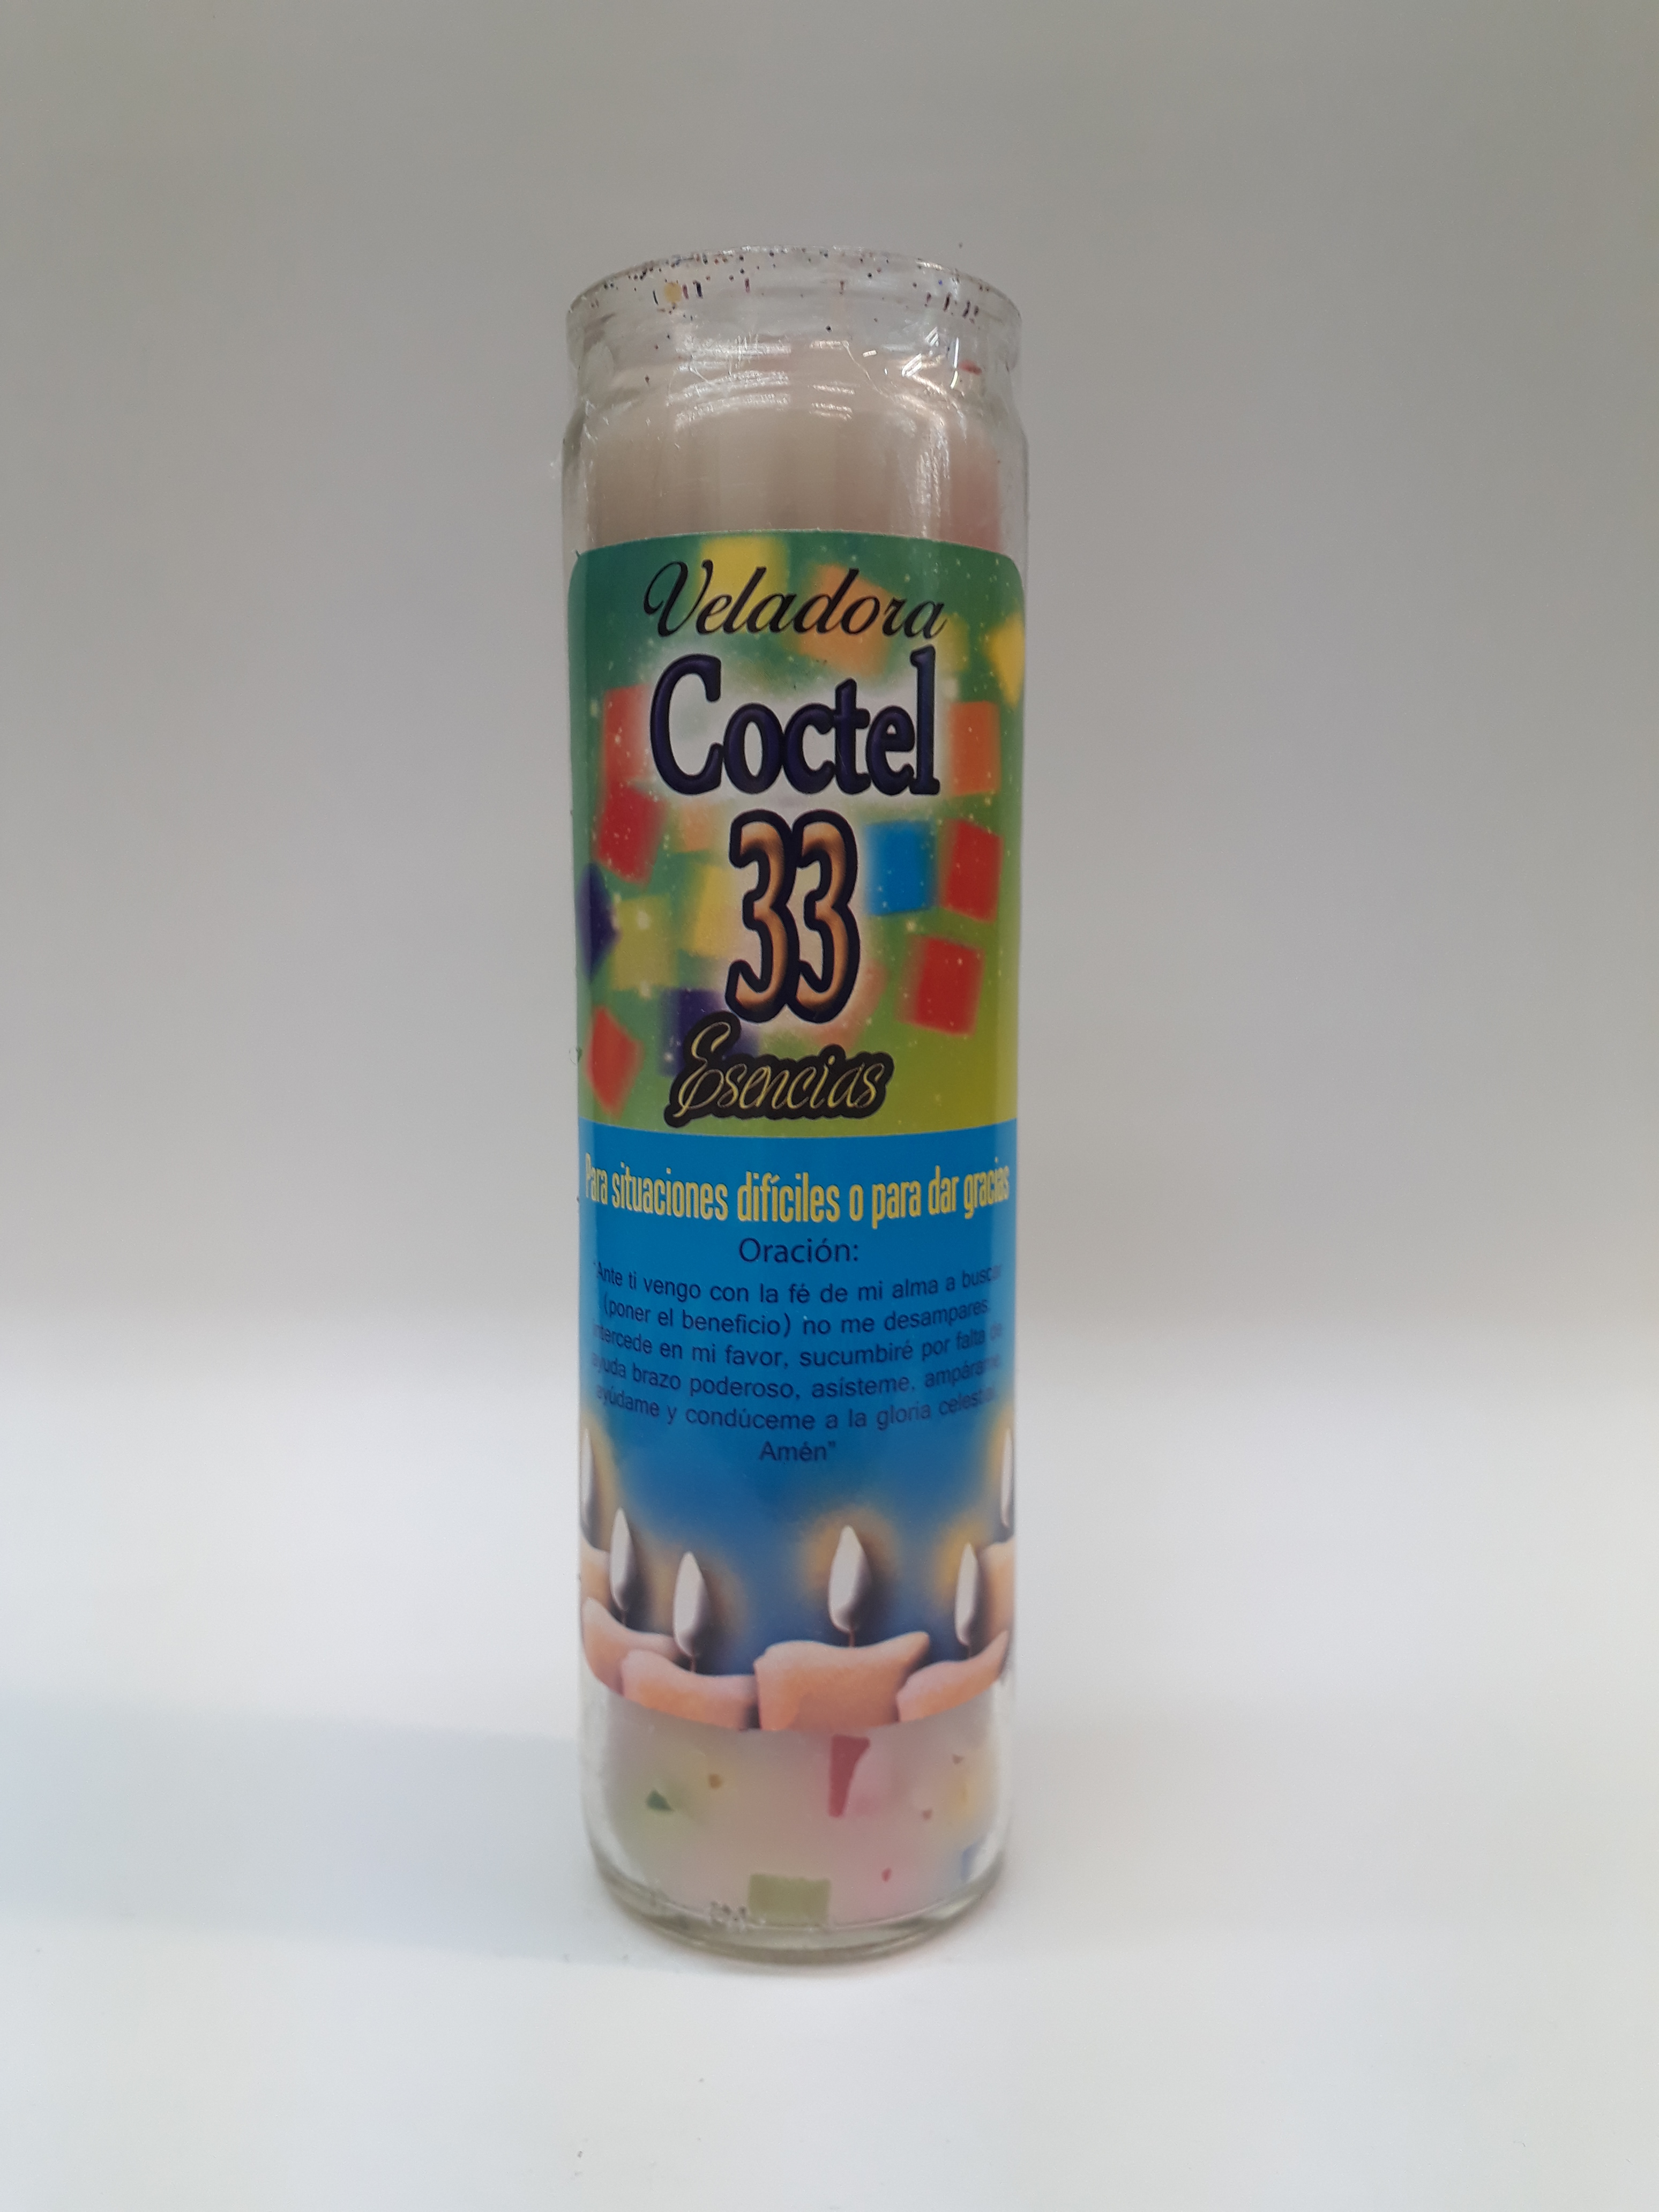 Veladora
Coctel
33
Esencias
Para situaciones difíciles o para dar gracias
Oración:
"Ante ti vengo con la fé de mi alma a buscar
(poner el beneficio) no me desampares,
intercede en mi favor, sucumbiré por falta de
ayuda brazo poderoso, asísteme, ampárame
ayúdame y condúceme a la gloria
Amén"